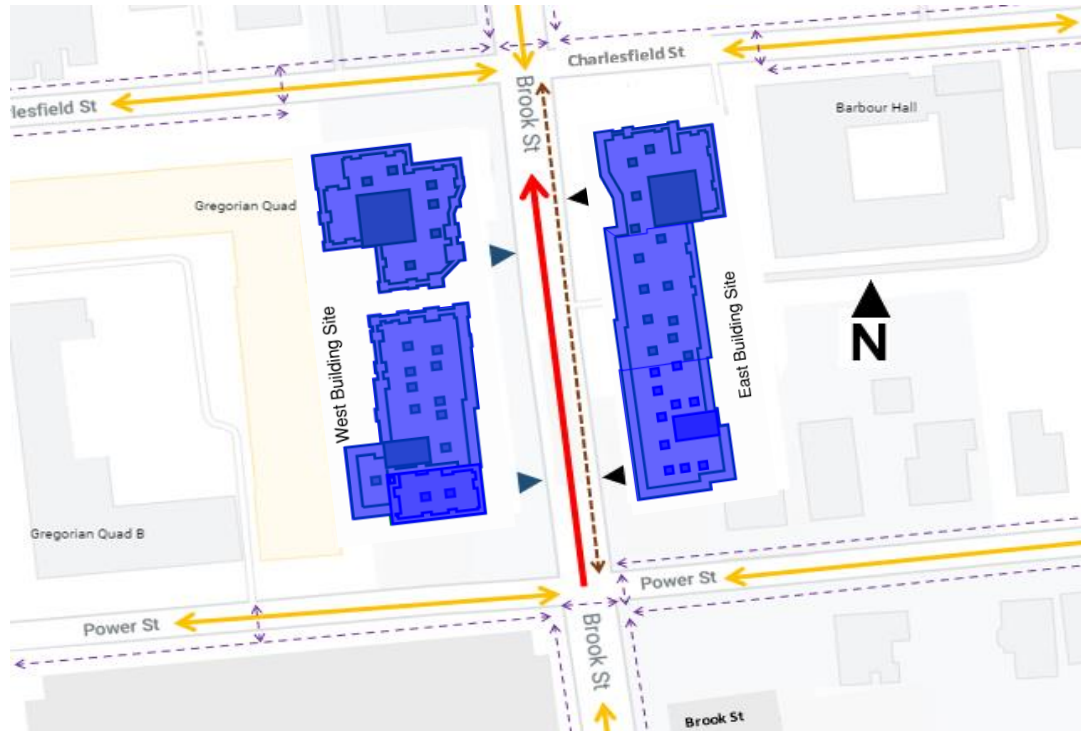 Charlesfield St
lesfield St
Brook St
Barbour Hall
Gregorian Quad
West Building Site
East Building Site
N
Gregorian Quad B
Power St
Power St
Brook St
Brook St